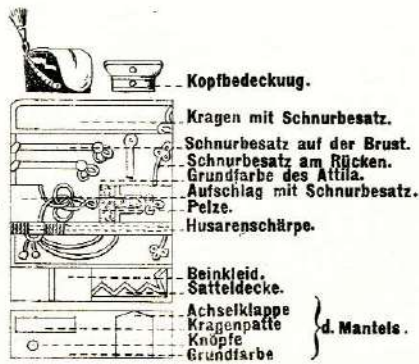 Kopfbedeckuug.
Kragen mit Schnurbesatz.
Schnurbesatz auf der Brust.
Schnurbesatz am Rücken.
Grundfarbe des Attila.
Aufschlag mit Schnurbesatz.
Pelze.
Husarenschärpe.
Beinkleid.
Satteldecke.
Achselklappe
Kragenpatte
Knöpfe
Grundfarbe
d. Mantels.